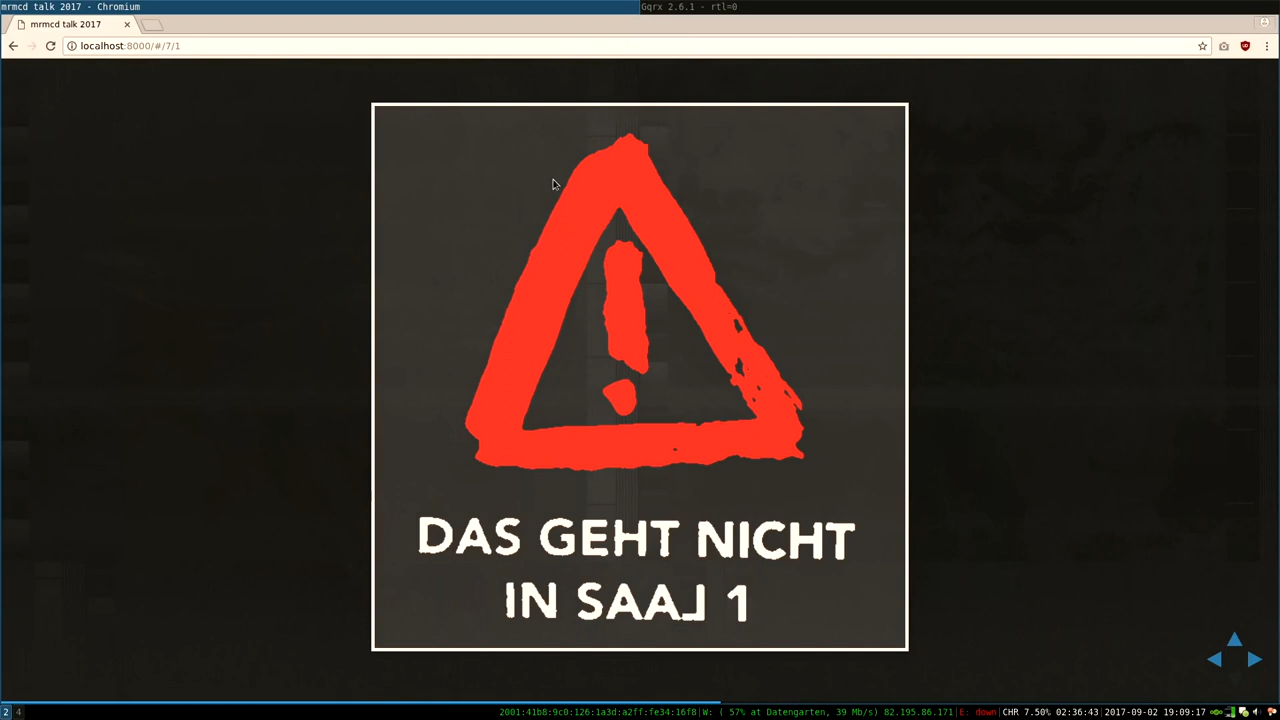 mrmcd talk 2017 - Chromium
Gqrx 2.6.1 - rtl=0
mrmcd talk 2017
localhost:8000/#/7/1
DAS GEHT NICHT
IN SAAL 1
2 4
2001:41b8:9c0:126:1a3d:a2ff:fe34:16f8|W: ( 57% at Datengarten, 39 Mb/s) 82.195.86.171|E: down|CHR 7.50% 02:36:43|2017-09-02 19:09:17